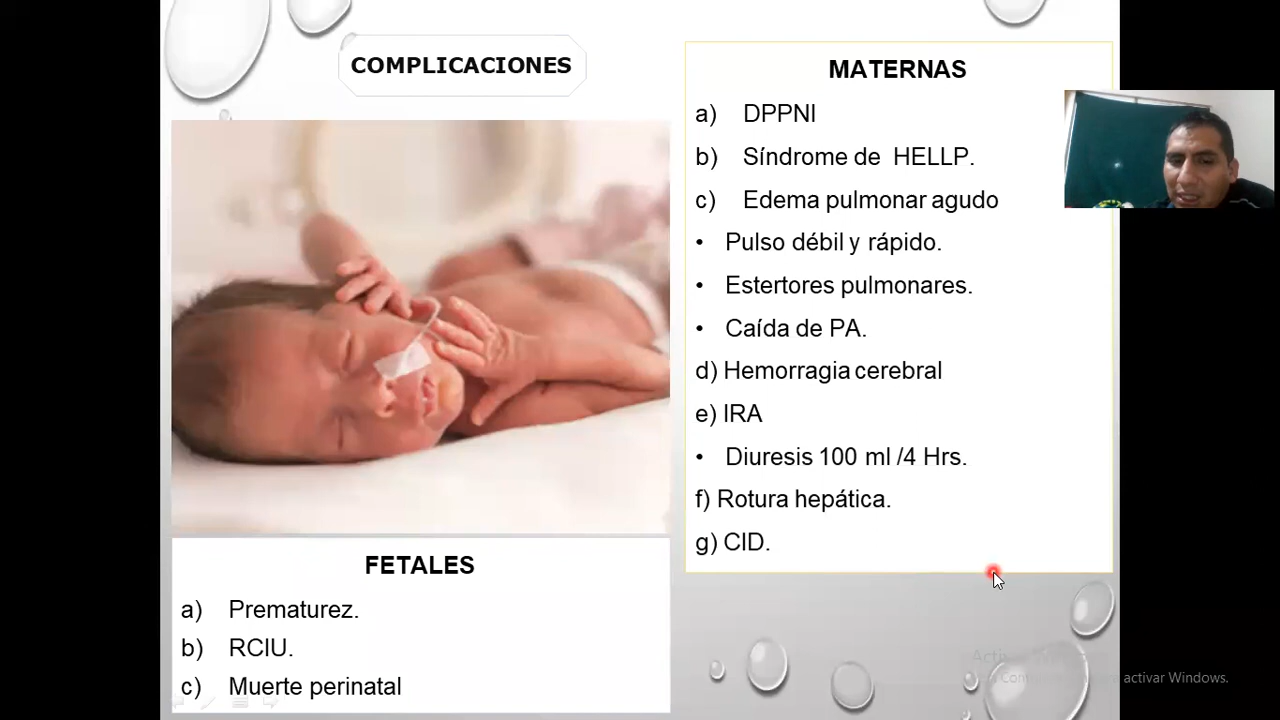 COMPLICACIONES
MATERNAS
a) DPPNI
b) Síndrome de HELLP.
c) Edema pulmonar agudo
• Pulso débil y rápido.
• Estertores pulmonares.
• Caída de PA.
d) Hemorragia cerebral
e) IRA
• Diuresis 100 ml /4 Hrs.
f) Rotura hepática.
g) CID.
FETALES
a) Prematurez.
b) RCIU.
c) Muerte perinatal
activar Windows.